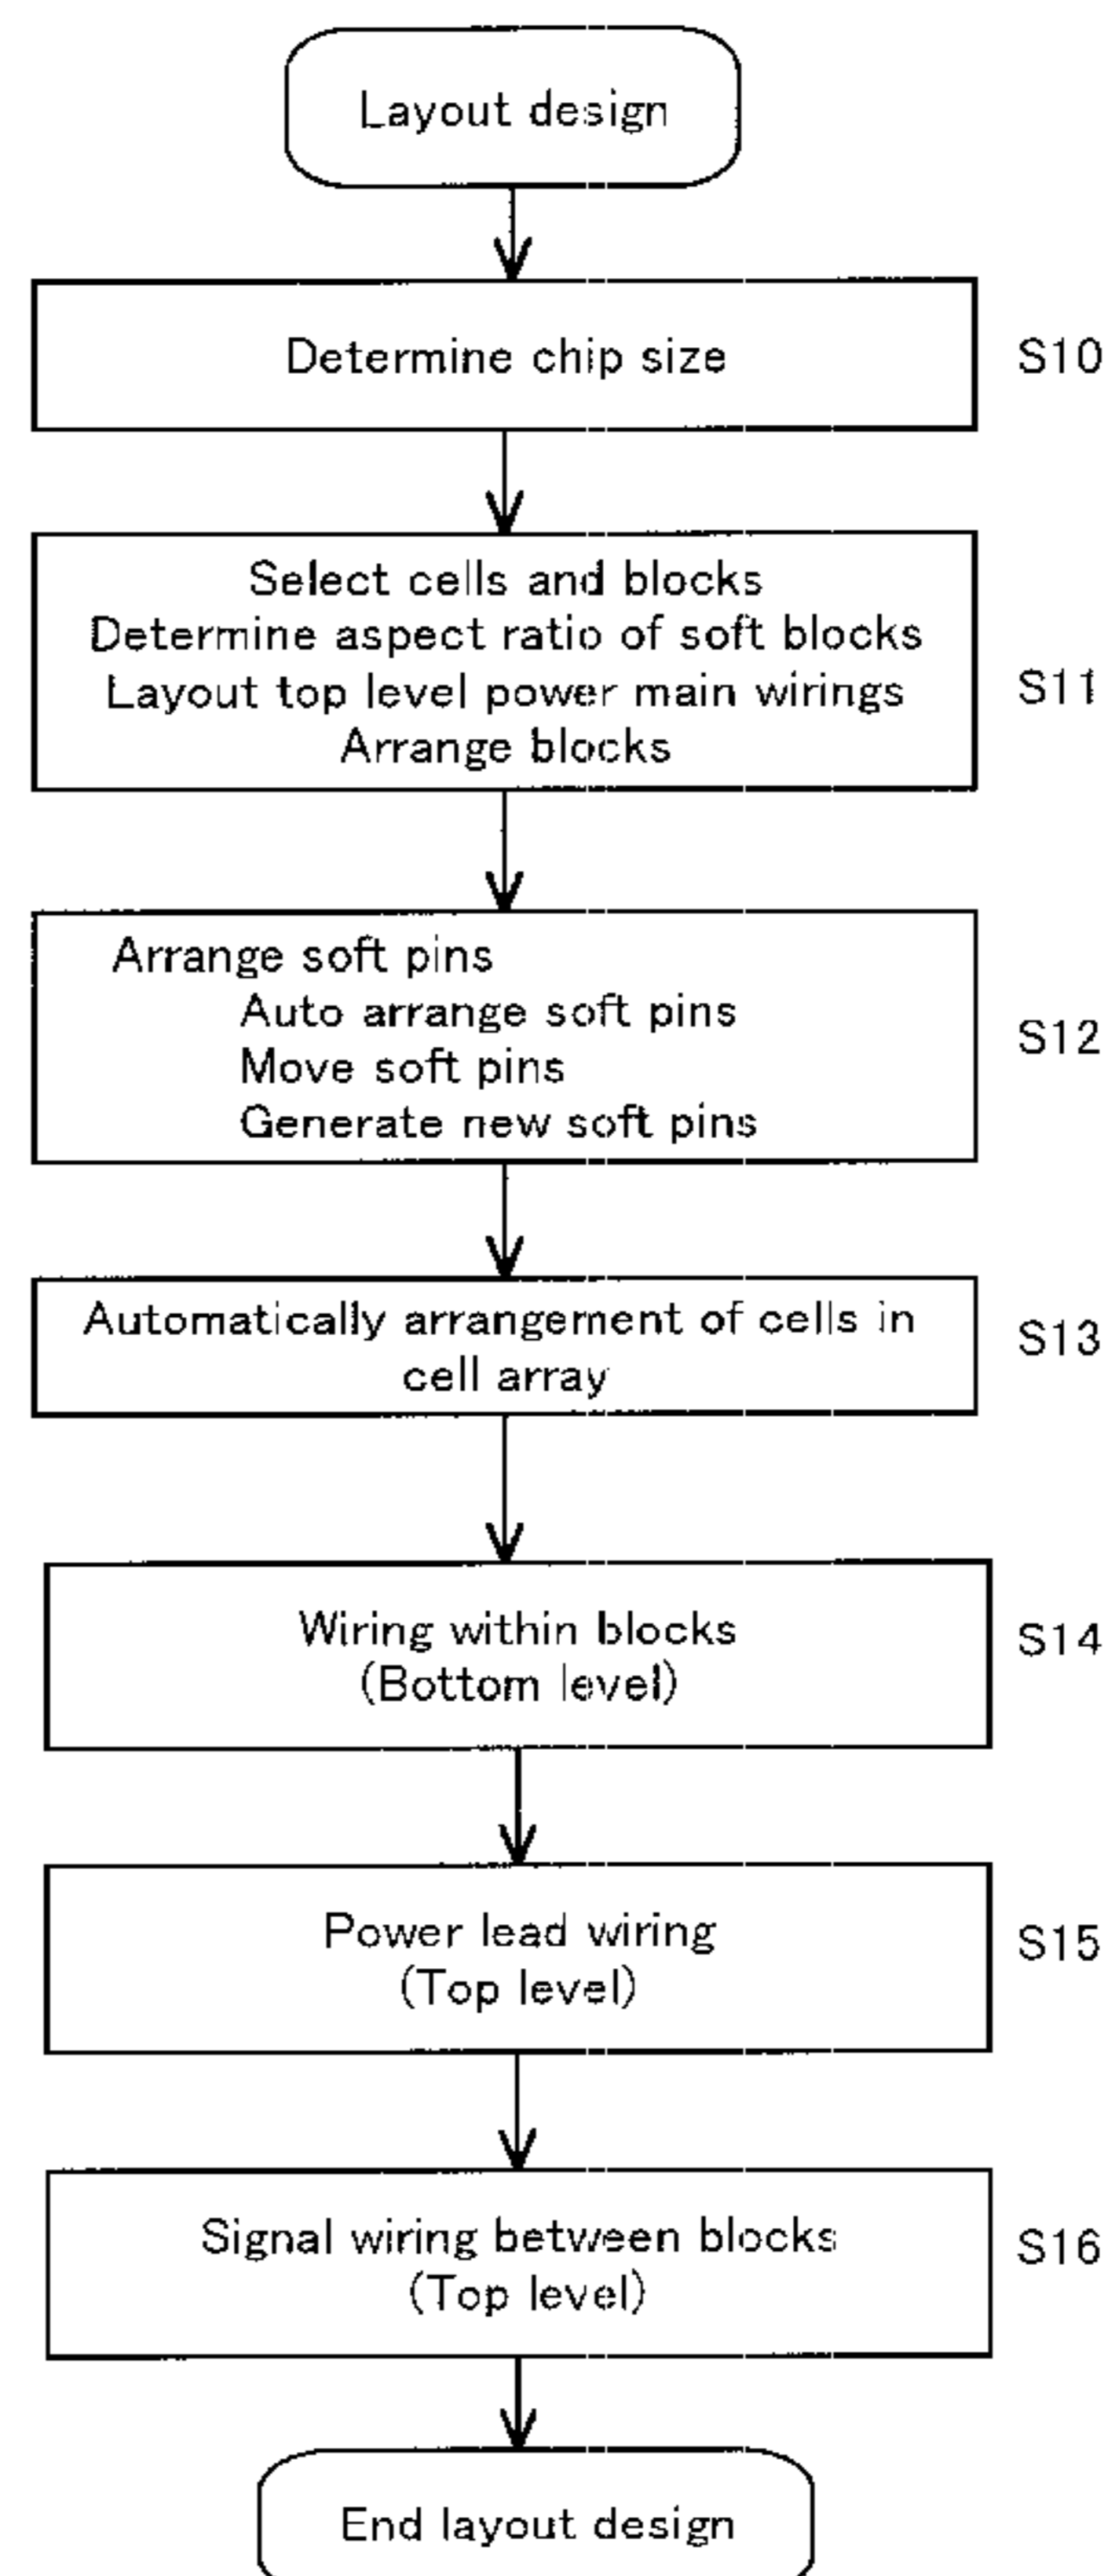 Layout design
Determine chip size
S10
Select cells and blocks
Determine aspect ratio of soft blocks
Layout top level power main wirings
Arrange blocks
S11
Arrange soft pins
Auto arrange soft pins
Move soft pins
Generate new soft pins
S12
Automatically arrangement of cells in
cell array
S13
Wiring within blocks
(Bottom level)
S14
Power lead wiring
(Top level)
S15
Signal wiring between blocks
(Top level)
S16
End layout design